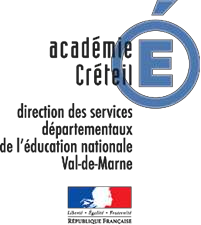 académie
Créteil
É
direction des services
départementaux
de l'éducation nationale
Val-de-Marne
Liberté • Égalité • Fraternité
RÉPUBLIQUE FRANÇAISE